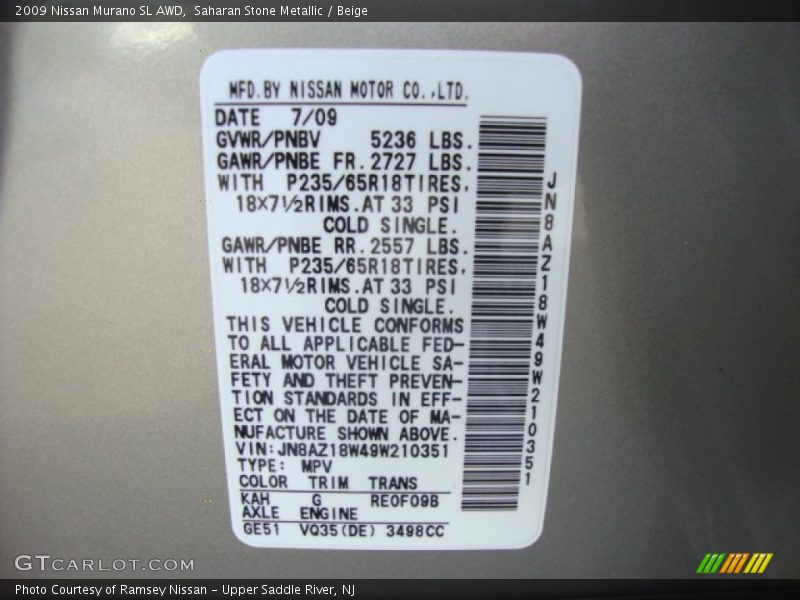 2009 Nissan Murano SL AWD,  Saharan Stone Metallic / Beige
MFD.BY NISSAN MOTOR CO.,LTD.
DATE 7/09
GVWR/PNBV 5236 LBS.
GAWR/PNBE FR.2727 LBS.
WITH P235/65R18TIRES,
18×7½RIMS.AT 33 PSI
COLD SINGLE.
GAWR/PNBE RR.2557 LBS.
WITH P235/65R18TIRES,
18×7½RIMS.AT 33 PSI
COLD SINGLE.
THIS VEHICLE CONFORMS
TO ALL APPLICABLE FED-
ERAL MOTOR VEHICLE SA-
FETY AND THEFT PREVEN-
TION STANDARDS IN EFF-
ECT ON THE DATE OF MA-
NUFACTURE SHOWN ABOVE.
VIN:JN8AZ18W49W210351
TYPE: MPV
COLOR TRIM TRANS
KAH G RE0F09B
AXLE ENGINE
GE51 VQ35(DE) 3498CC
JN8AZ18W49W210351
GTCARLOT.COM
Photo Courtesy of Ramsey Nissan - Upper Saddle River, NJ